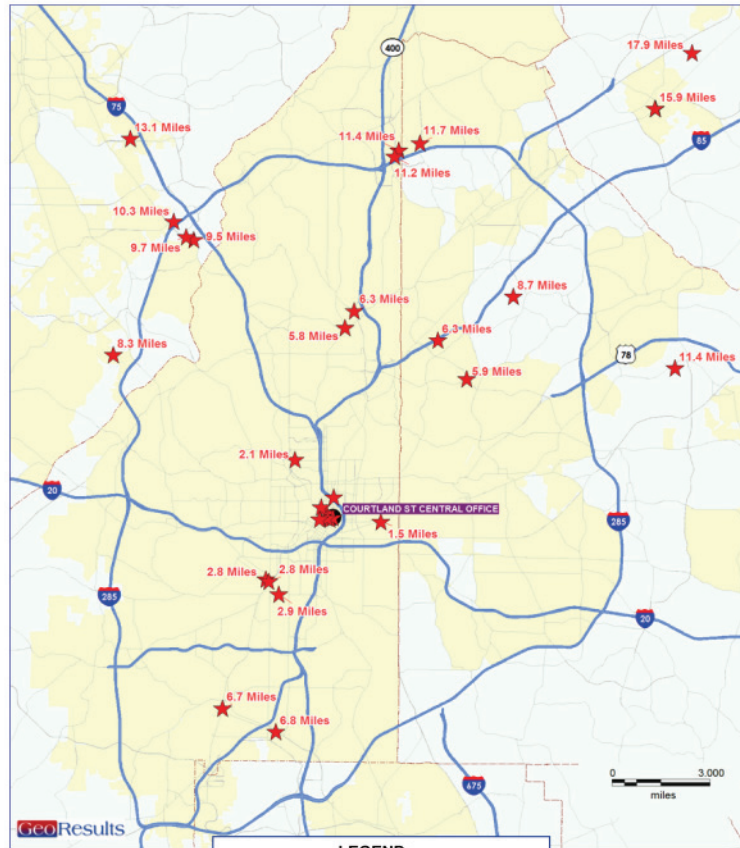 400
17.9 Miles
75
15.9 Miles
13.1 Miles
11.4 Miles
11.7 Miles
85
11.2 Miles
10.3 Miles
9.7 Miles
9.5 Miles
8.7 Miles
6.3 Miles
5.8 Miles
6.3 Miles
8.3 Miles
78
11.4 Miles
5.9 Miles
2.1 Miles
20
COURTLAND ST CENTRAL OFFICE
1.5 Miles
285
2.8 Miles
2.8 Miles
285
2.9 Miles
20
6.7 Miles
6.8 Miles
0
3.000
miles
675
GeoResults
LEGEND